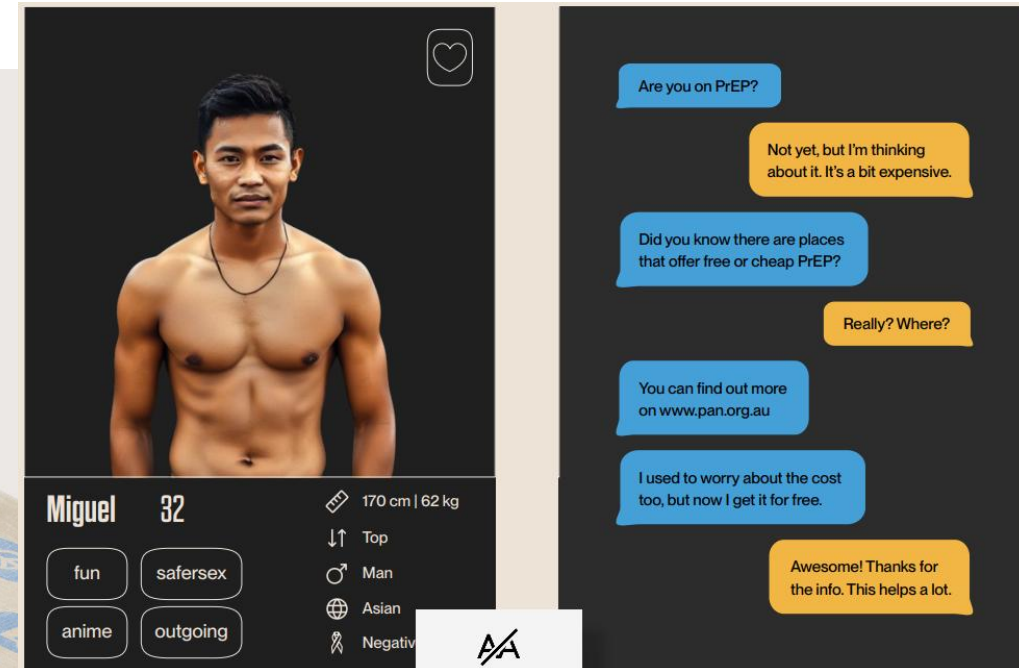 Miguel 32
fun safersex
anime outgoing
170 cm | 62 kg
Top
Man
Asian
Are you on PrEP?
Not yet, but I'm thinking
about it. It's a bit expensive.
Did you know there are places
that offer free or cheap PrEP?
Really? Where?
You can find out more
on www.pan.org.au
I used to worry about the cost
too, but now I get it for free.
Awesome! Thanks for
the info. This helps a lot.